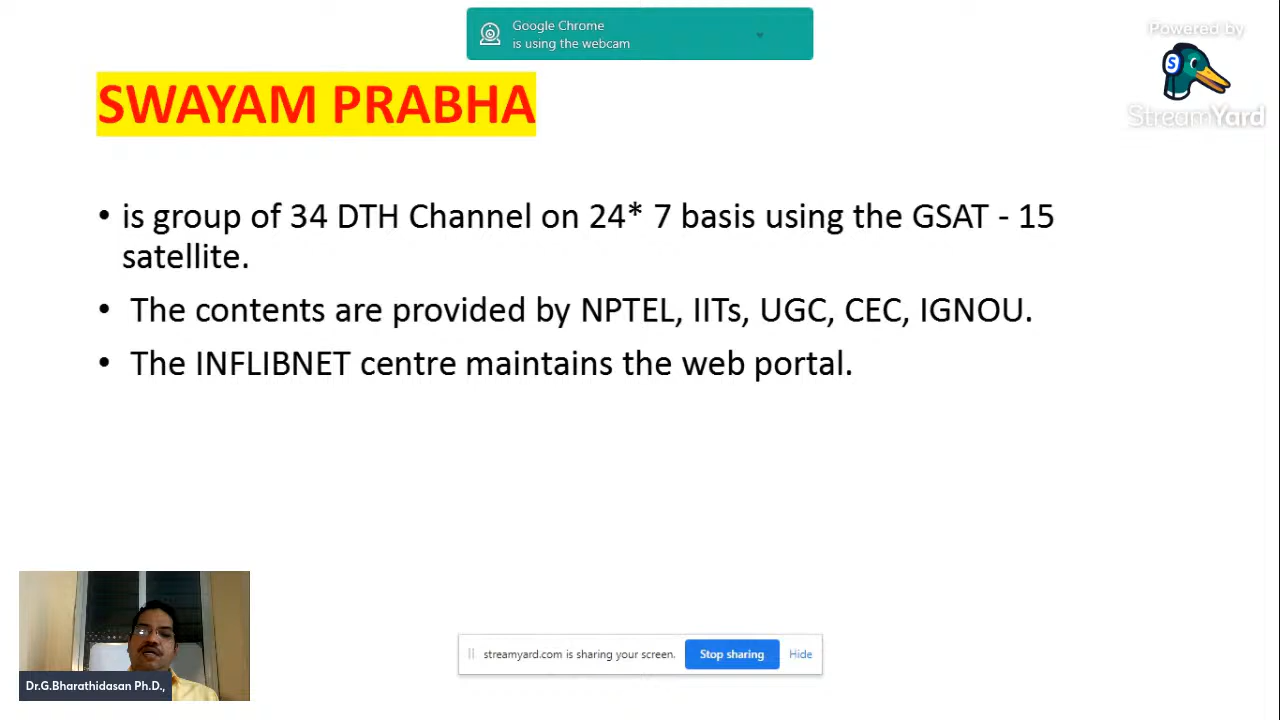 Google Chrome
is using the webcam
Powered by
StreamYard
SWAYAM PRABHA
• is group of 34 DTH Channel on 24* 7 basis using the GSAT - 15
satellite.
• The contents are provided by NPTEL, IITs, UGC, CEC, IGNOU.
• The INFLIBNET centre maintains the web portal.
streamyard.com is sharing your screen. Stop sharing Hide
Dr.G.Bharathidasan Ph.D.,